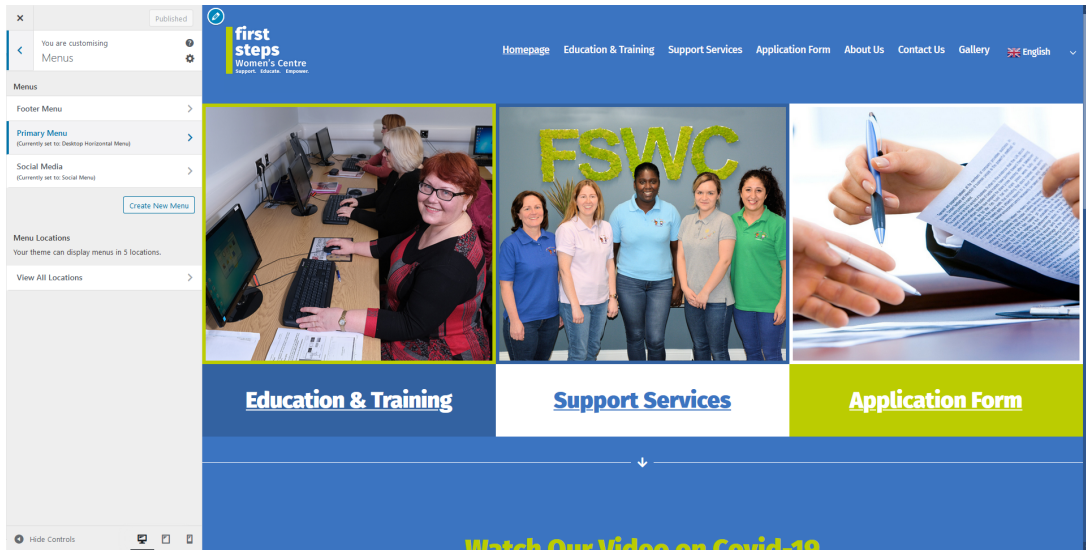 Published
You are customising
Menus
Menus
Footer Menu
Primary Menu
(Currently set to: Desktop Horizontal Menu)
Social Media
(Currently set to: Social Menu)
Create New Menu
Menu Locations
Your theme can display menus in 5 locations.
View All Locations
Hide Controls
first
steps
Women's Centre
Support. Educate. Empower.
Homepage Education & Training Support Services Application Form About Us Contact Us Gallery English
FSWC
Education & Training
Support Services
Application Form
Watch Our Video on Covid-19